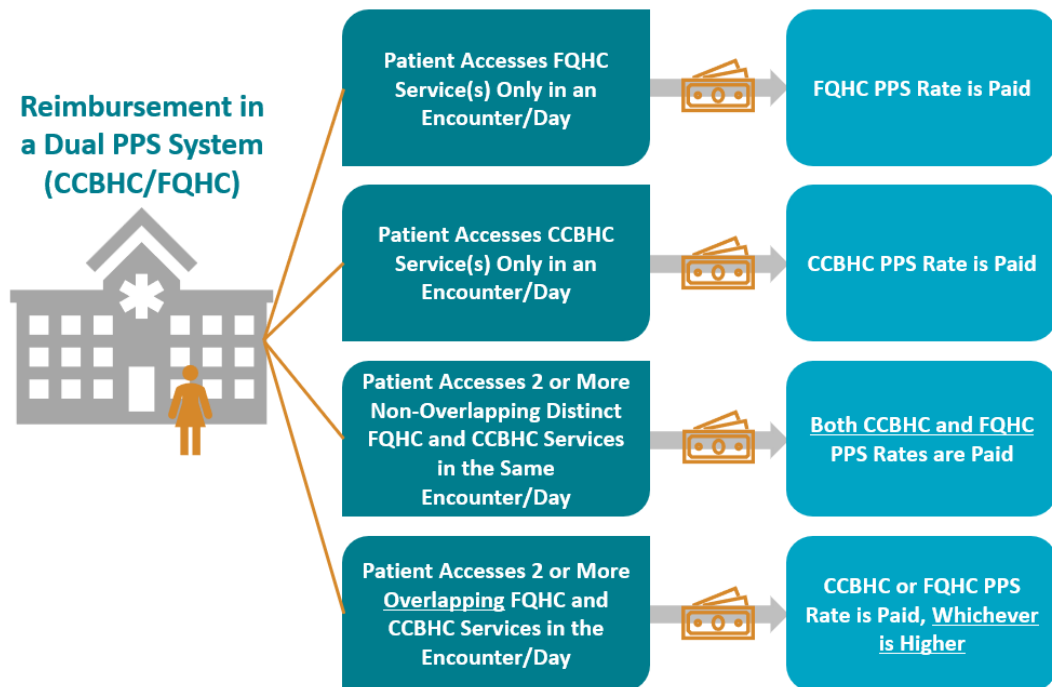 Reimbursement in
a Dual PPS System
(CCBHC/FQHC)
Patient Accesses FQHC
Service(s) Only in an
Encounter/Day
FQHC PPS Rate is Paid
Patient Accesses CCBHC
Service(s) Only in an
Encounter/Day
CCBHC PPS Rate is Paid
Patient Accesses 2 or More
Non-Overlapping Distinct
FQHC and CCBHC Services
in the Same
Encounter/Day
Both CCBHC and FQHC
PPS Rates are Paid
Patient Accesses 2 or More
Overlapping FQHC and
CCBHC Services in the
Encounter/Day
CCBHC or FQHC PPS
Rate is Paid, Whichever
is Higher